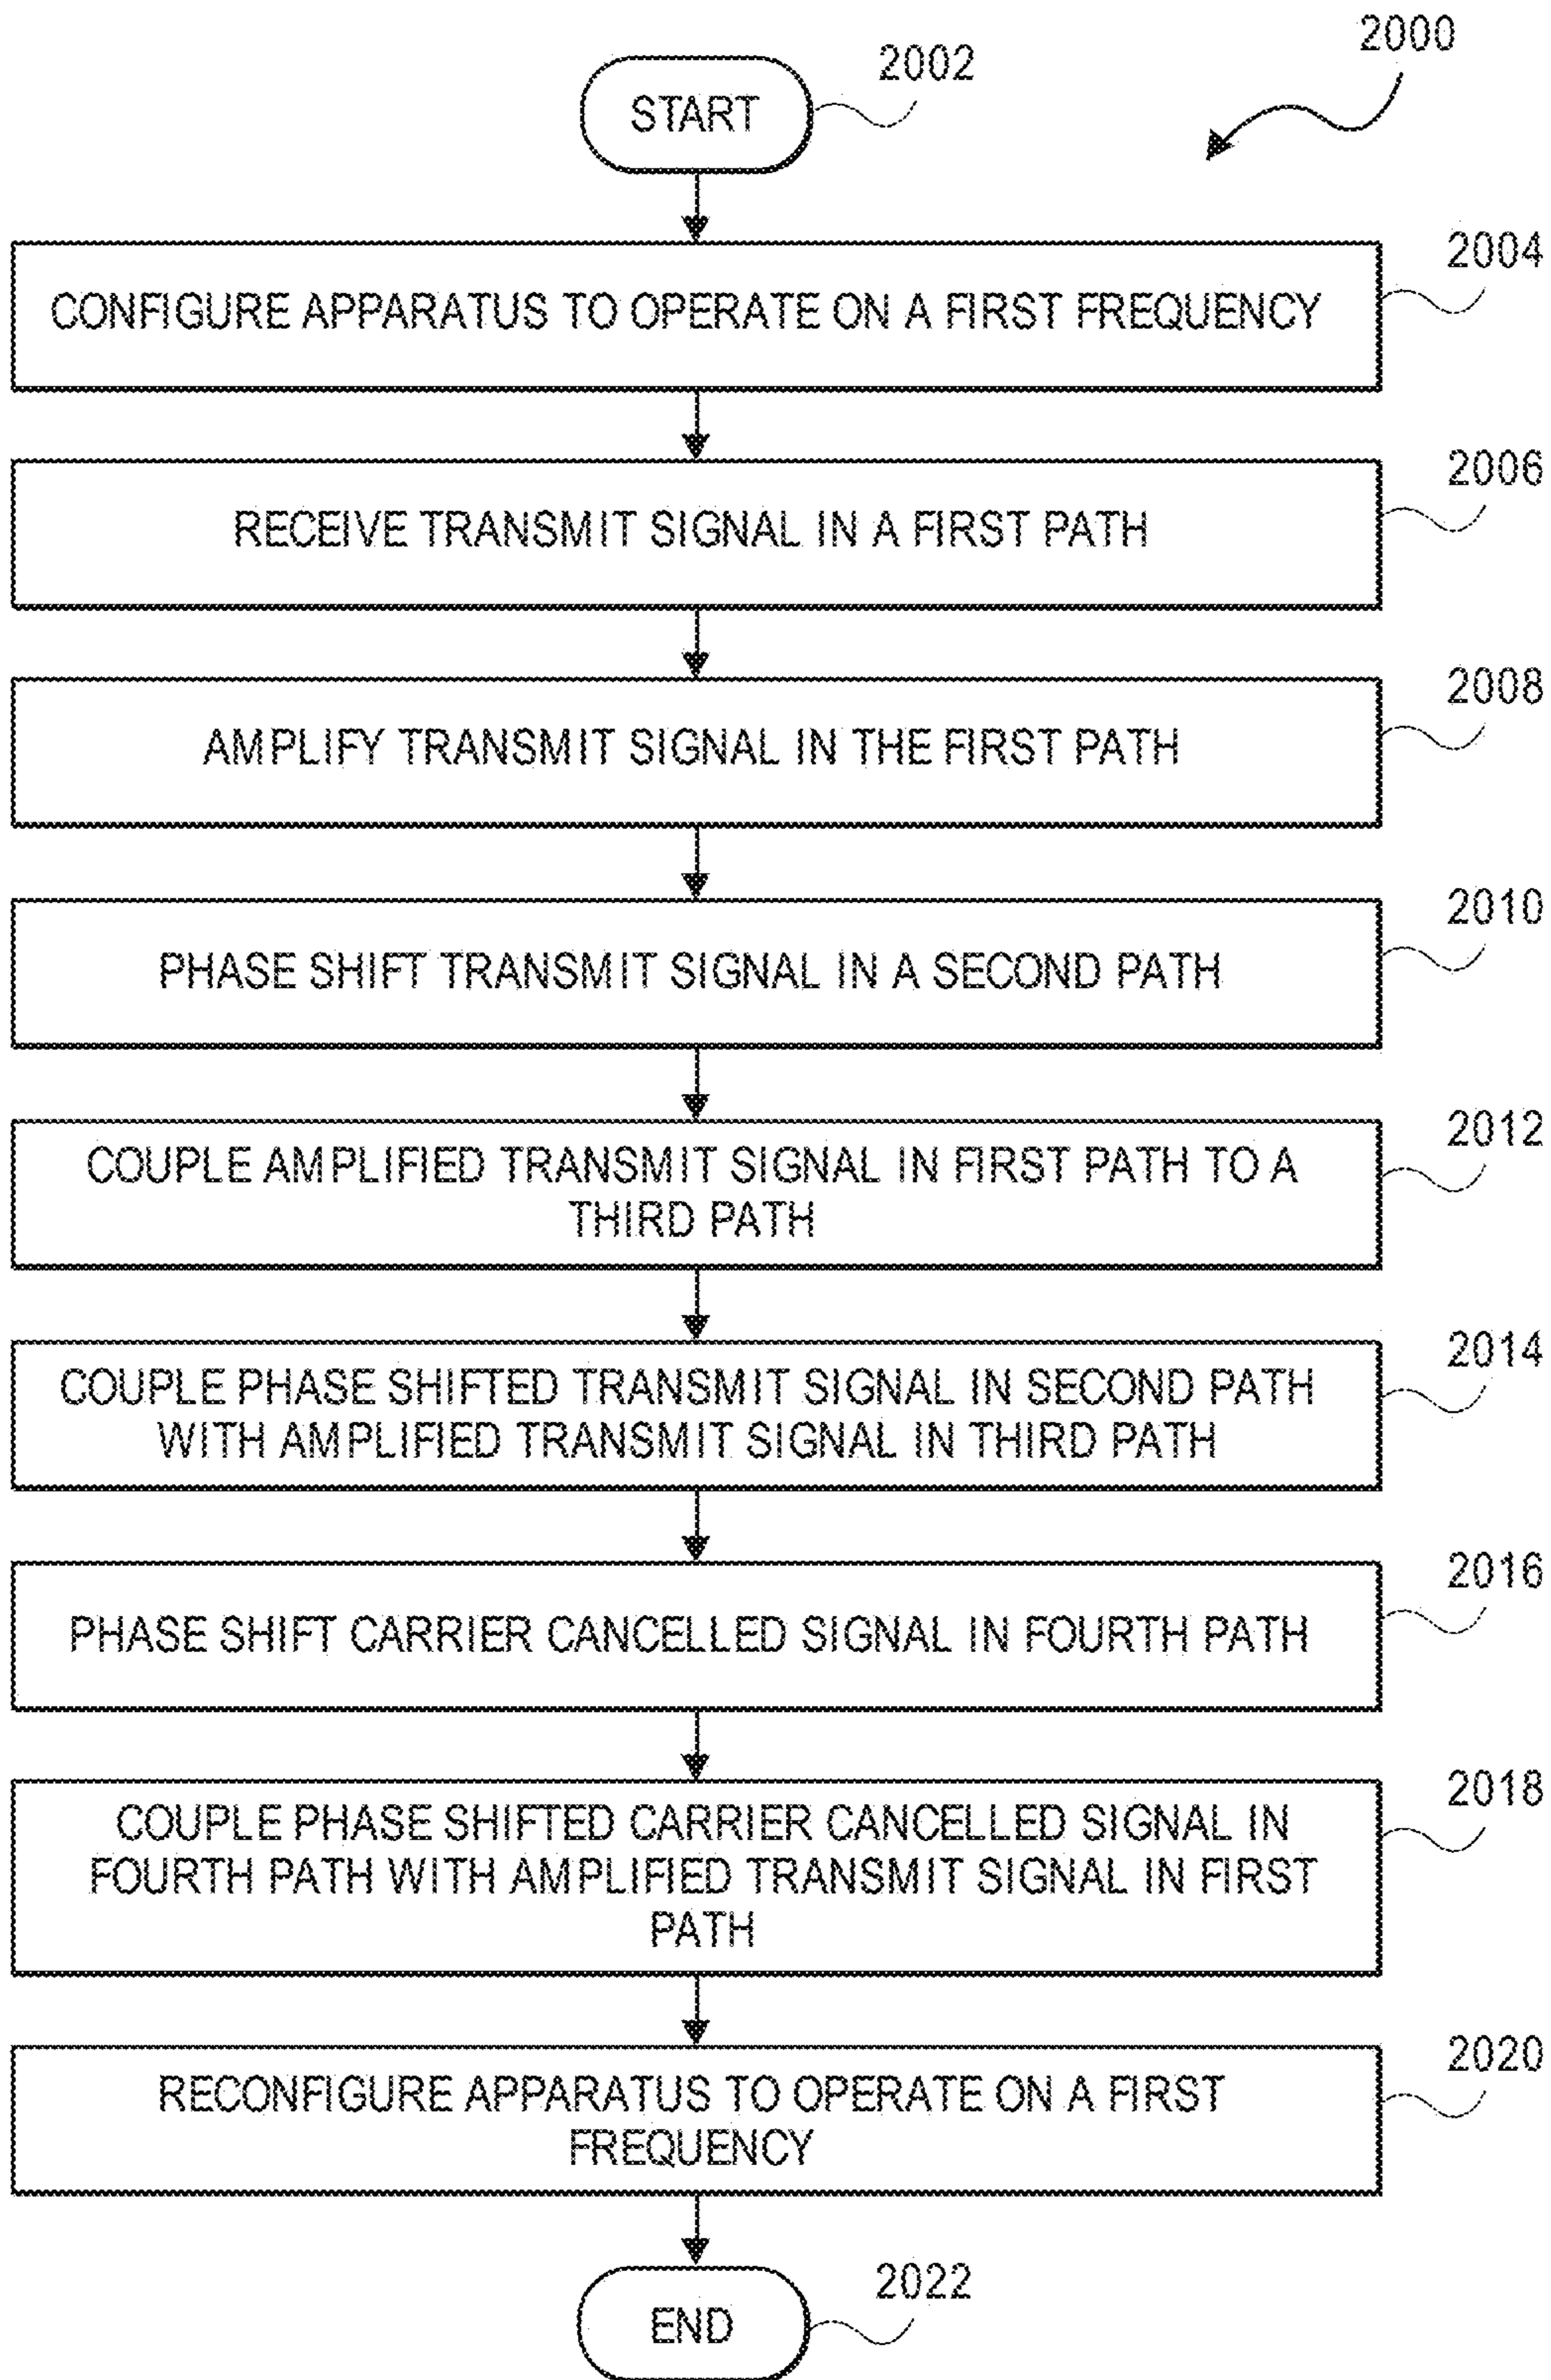 2000
2002
START
2004
CONFIGURE APPARATUS TO OPERATE ON A FIRST FREQUENCY
2006
RECEIVE TRANSMIT SIGNAL IN A FIRST PATH
2008
AMPLIFY TRANSMIT SIGNAL IN THE FIRST PATH
2010
PHASE SHIFT TRANSMIT SIGNAL IN A SECOND PATH
2012
COUPLE AMPLIFIED TRANSMIT SIGNAL IN FIRST PATH TO A
THIRD PATH
2014
COUPLE PHASE SHIFTED TRANSMIT SIGNAL IN SECOND PATH
WITH AMPLIFIED TRANSMIT SIGNAL IN THIRD PATH
2016
PHASE SHIFT CARRIER CANCELLED SIGNAL IN FOURTH PATH
2018
COUPLE PHASE SHIFTED CARRIER CANCELLED SIGNAL IN
FOURTH PATH WITH AMPLIFIED TRANSMIT SIGNAL IN FIRST
PATH
2020
RECONFIGURE APPARATUS TO OPERATE ON A FIRST
FREQUENCY
2022
END